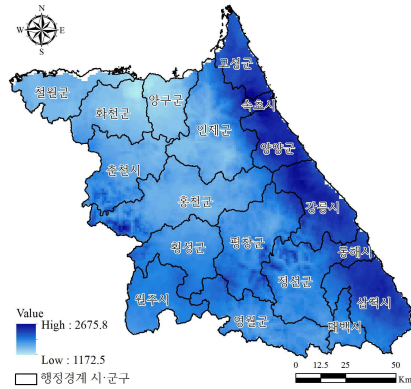 N
W E
S
고성군
철원군
화천군
양구군
속초시
인제군
양양군
춘천시
홍천군
강릉시
횡성군
평창군
동해시
정선군
원주시
삼척시
영월군
태백시
Value
High : 2675.8
Low : 1172.5
행정경계 시·군구
0 12.5 25 50
Km